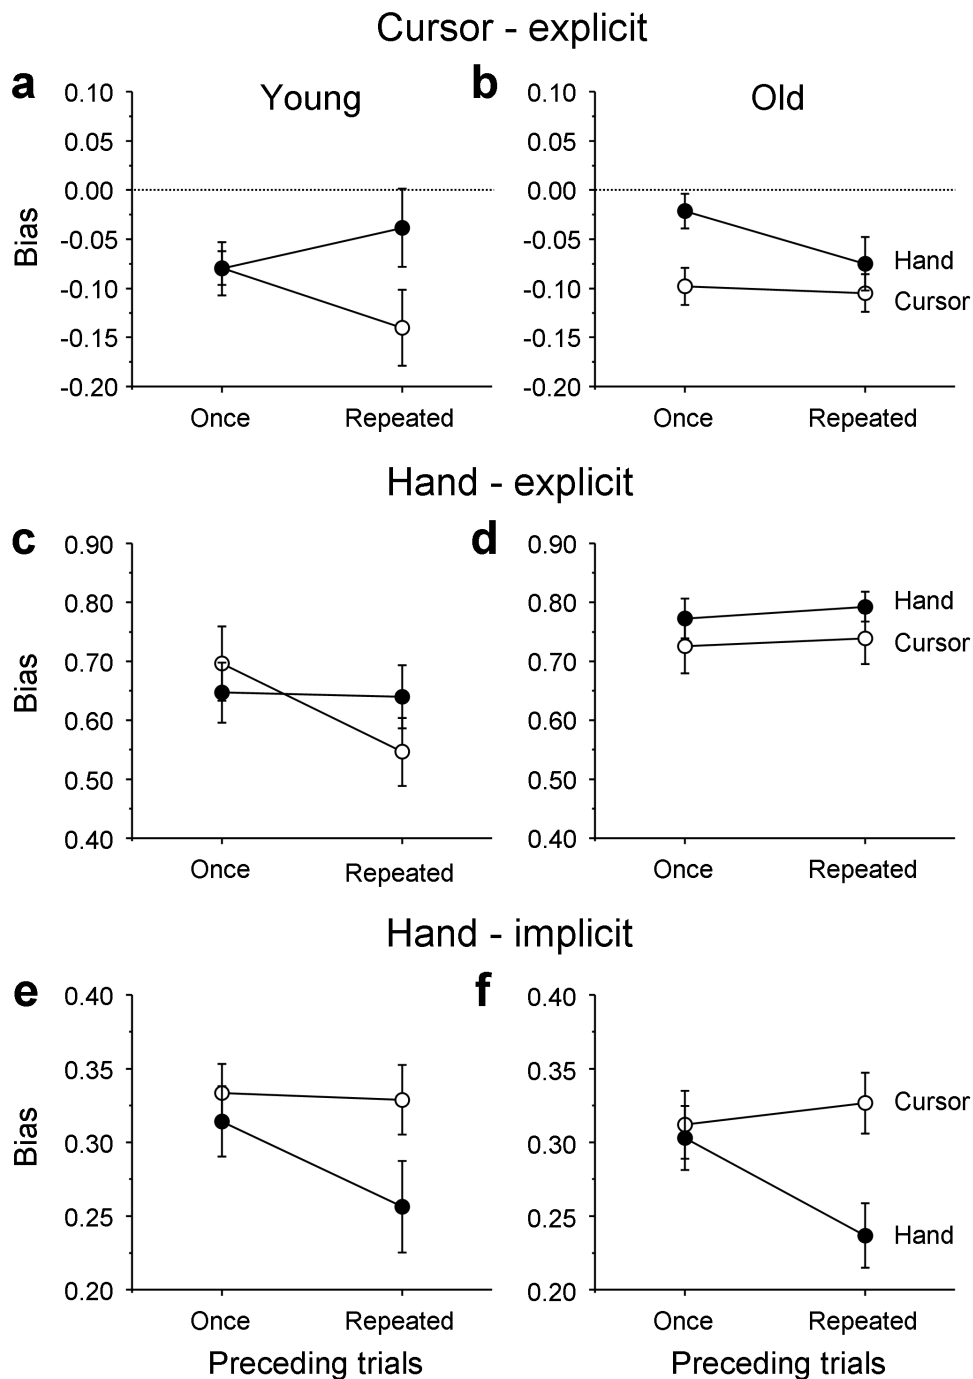 Cursor - explicit
a
Young
0.10
0.05
0.00
-0.05
-0.10
-0.15
-0.20
Bias
Once
Repeated
b
Old
0.10
0.05
0.00
-0.05
-0.10
-0.15
-0.20
Hand
Cursor
Once
Repeated
Hand - explicit
c
0.90
0.80
0.70
0.60
0.50
0.40
Bias
Once
Repeated
d
0.90
0.80
0.70
0.60
0.50
0.40
Hand
Cursor
Once
Repeated
Hand - implicit
e
0.40
0.35
0.30
0.25
0.20
Bias
Once
Repeated
Preceding trials
f
0.40
0.35
0.30
0.25
0.20
Cursor
Hand
Once
Repeated
Preceding trials